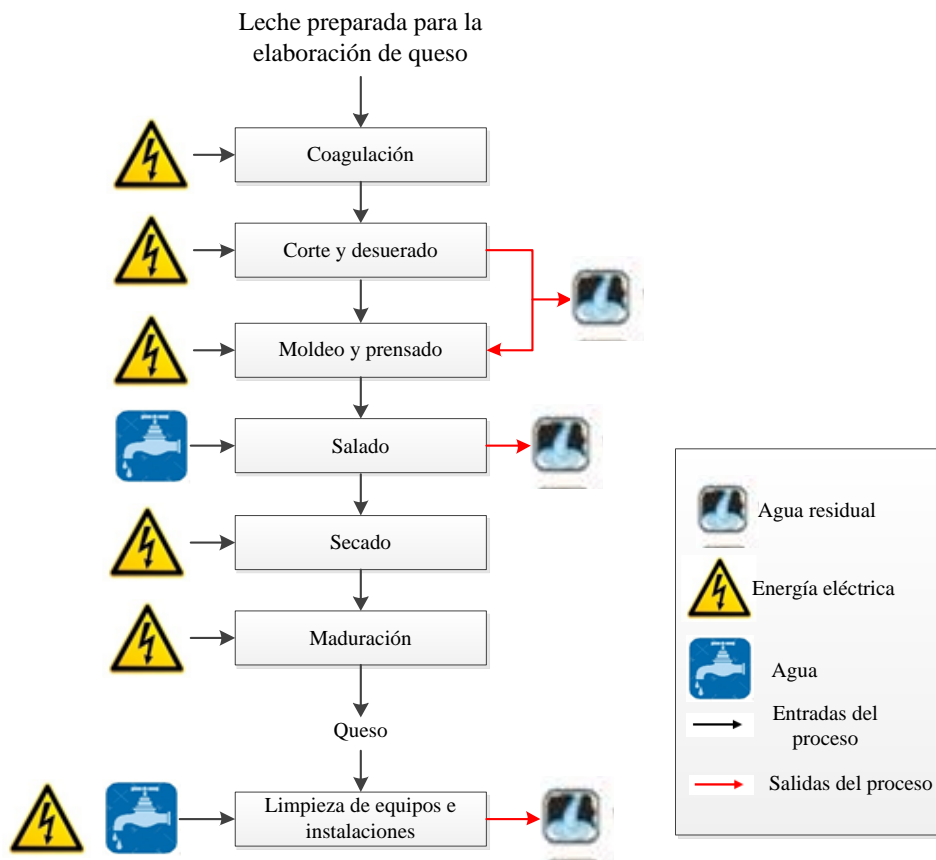 Leche preparada para la
elaboración de queso
Coagulación
Corte y desuerado
Moldeo y prensado
Salado
Secado
Maduración
Queso
Limpieza de equipos e
instalaciones
Agua residual
Energía eléctrica
Agua
Entradas del
proceso
Salidas del proceso